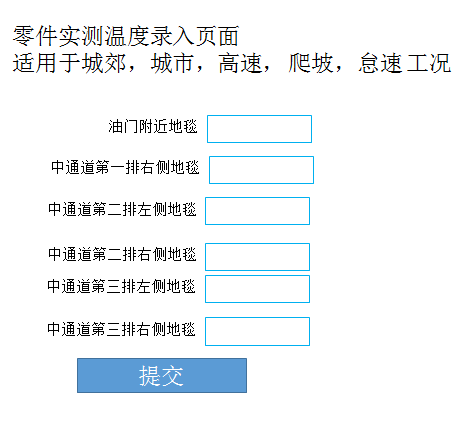 零件实测温度录入页面
适用于城郊，城市，高速，爬坡，怠速工况
油门附近地毯
中通道第一排右侧地毯
中通道第二排左侧地毯
中通道第二排右侧地毯
中通道第三排左侧地毯
中通道第三排右侧地毯
提交